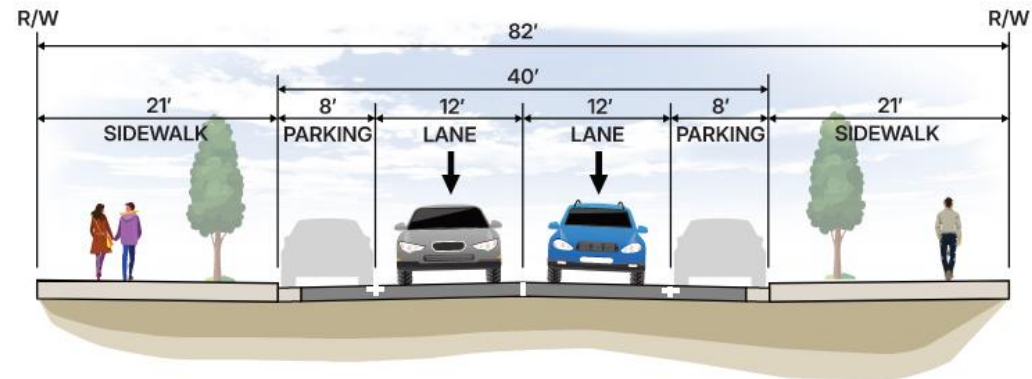 R/W R/W
82′
40′
21′ 8′ 12′ 12′ 8′ 21′
SIDEWALK PARKING LANE LANE PARKING SIDEWALK